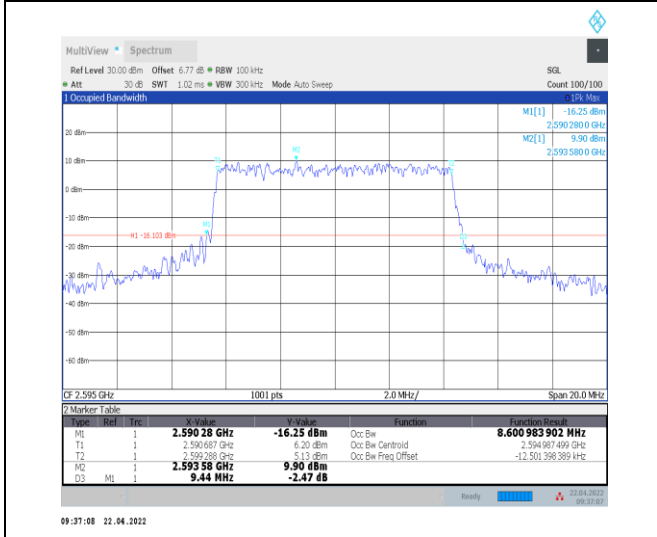 MultiView Spectrum
Ref Level 30.00 dBm Offset 6.77 dB RBW 100 kHz SGL
Att 30 dB SWT 1.02 ms VBW 300 kHz Mode Auto Sweep Count 100/100
1 Occupied Bandwidth 1Pk Max
M1[1] -16.25 dBm
2.590 280 0 GHz
M2[1] 9.90 dBm
2.593 580 0 GHz
20 dBm
M2
10 dBm
T1
0 dBm
-10 dBm
M1
H1 -16.103 dBm
-20 dBm
-30 dBm
-40 dBm
-50 dBm
-60 dBm
CF 2.595 GHz 1001 pts 2.0 MHz/ Span 20.0 MHz
2 Marker Table
Type Ref Trc X-Value Y-Value Function Function Result
M1 1 2.590 28 GHz -16.25 dBm Occ Bw 8.600 983 902 MHz
T1 1 2.590 687 GHz 6.20 dBm Occ Bw Centroid 2.594 987 499 GHz
T2 1 2.599 288 GHz 5.13 dBm Occ Bw Freq Offset -12.501 398 389 kHz
M2 1 2.593 58 GHz 9.90 dBm
D3 M1 1 9.44 MHz -2.47 dB
Ready 22.04.2022
09:37:07
09:37:08 22.04.2022